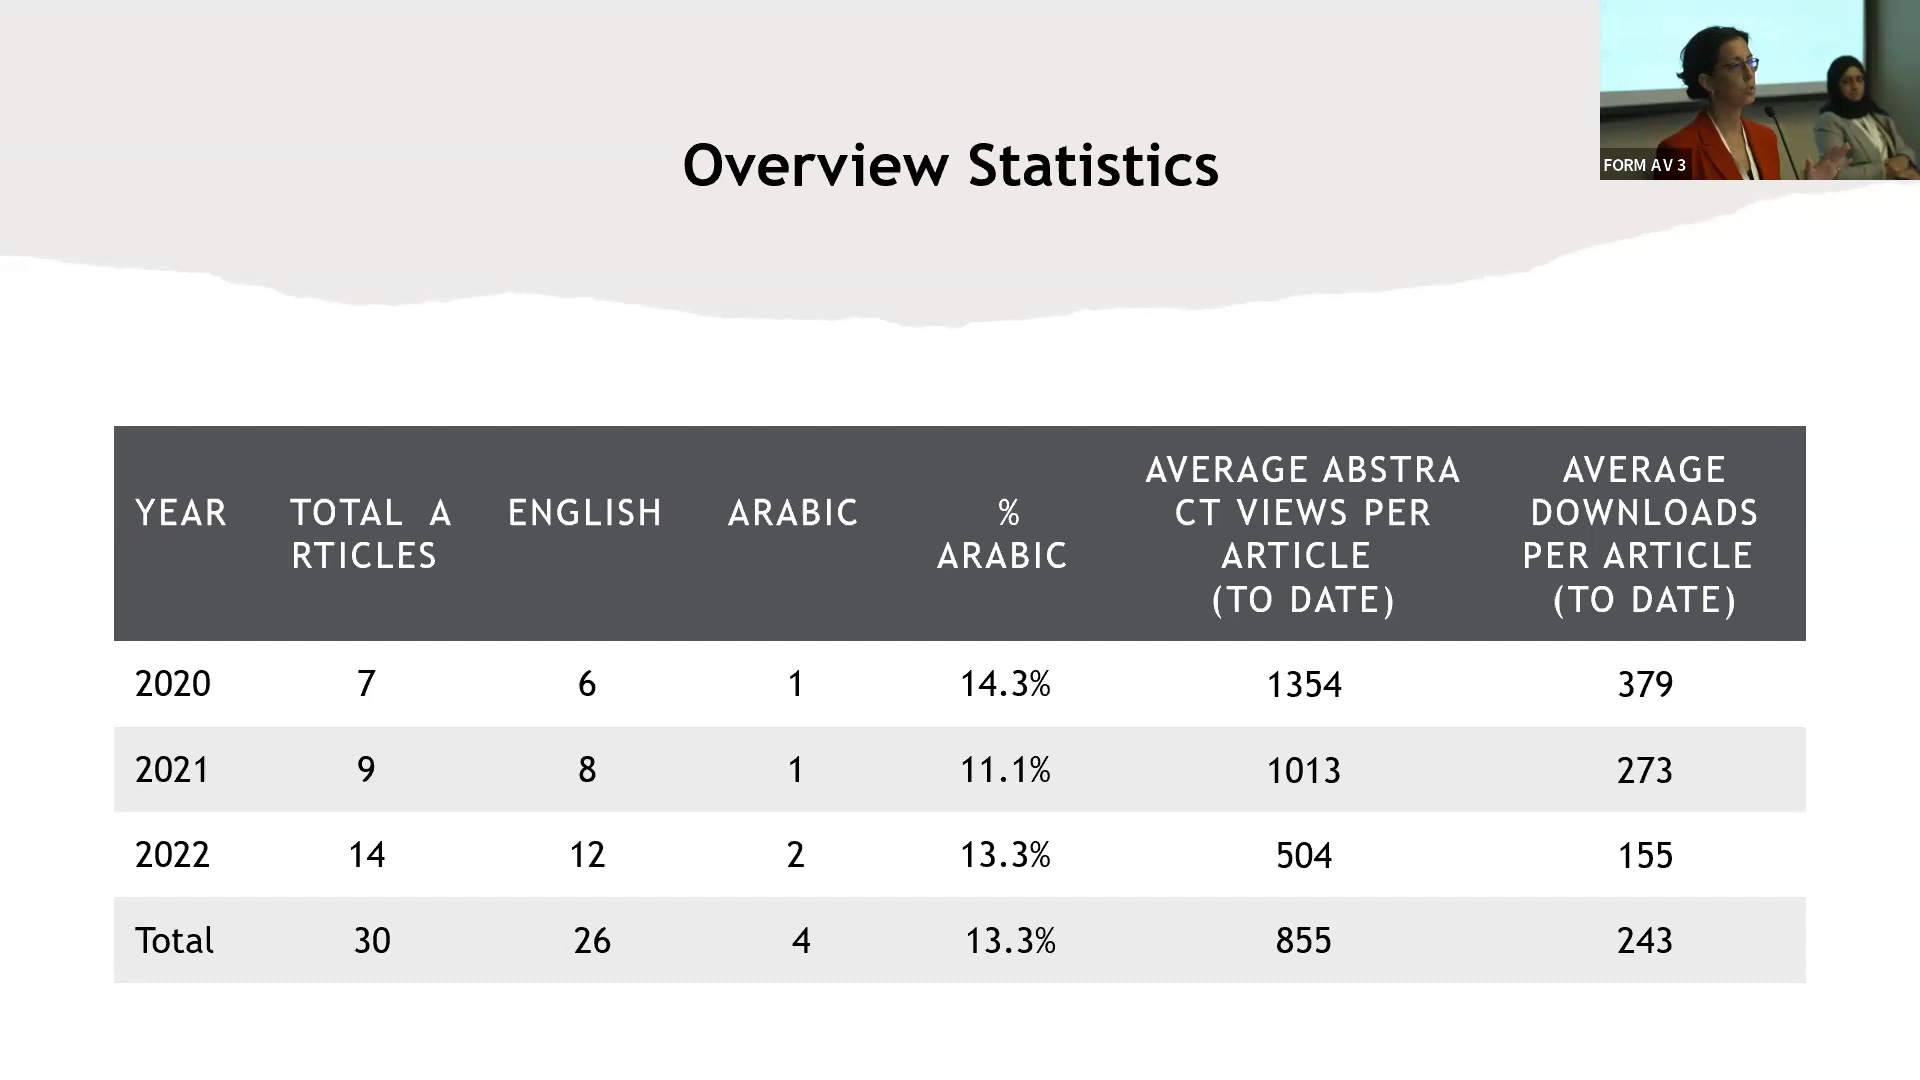 Overview Statistics
FORM AV 3
YEAR
TOTAL A
RTICLES
ENGLISH
ARABIC
%
ARABIC
AVERAGE ABSTRA
CT VIEWS PER
ARTICLE
(TO DATE)
AVERAGE
DOWNLOADS
PER ARTICLE
(TO DATE)
2020 7 6 1 14.3% 1354 379
2021 9 8 1 11.1% 1013 273
2022 14 12 2 13.3% 504 155
Total 30 26 4 13.3% 855 243